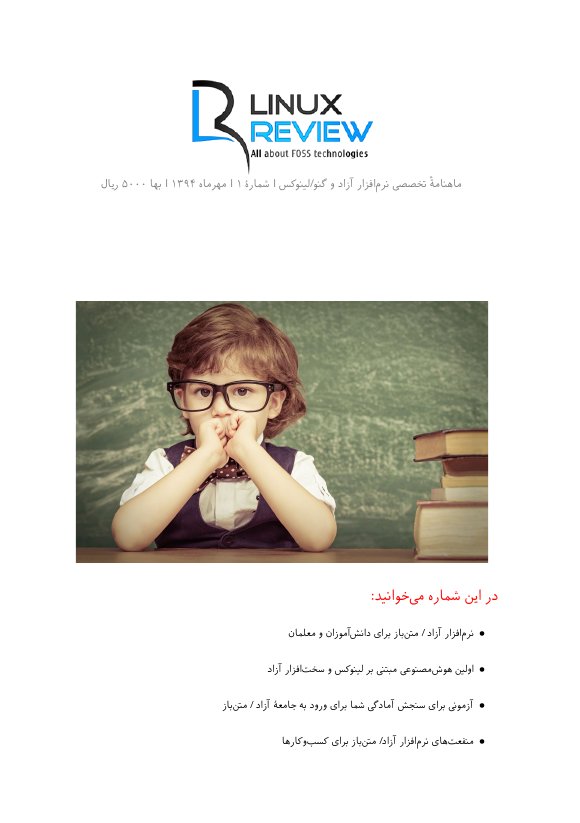 LINUX
REVIEW
All about FOSS technologies
ماهنامهٔ تخصصی نرم‌افزار آزاد و گنو/لینوکس | شمارهٔ ۱ | مهرماه ۱۳۹۴ | بها ۵۰۰۰ ریال
در این شماره می‌خوانید:
● نرم‌افزار آزاد / متن‌باز برای دانش‌آموزان و معلمان
● اولین هوش‌مصنوعی مبتنی بر لینوکس و سخت‌افزار آزاد
● آزمونی برای سنجش آمادگی شما برای ورود به جامعهٔ آزاد / متن‌باز
● منفعت‌های نرم‌افزار آزاد/ متن‌باز برای کسب‌وکارها